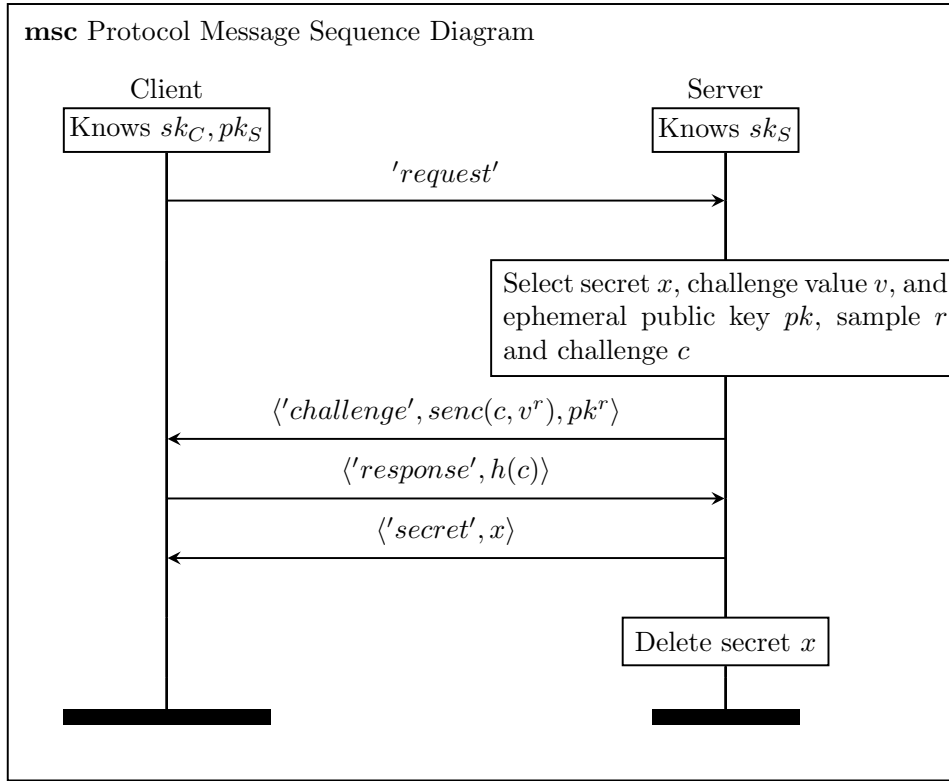 msc Protocol Message Sequence Diagram
Client
Server
Knows sk_C, pk_S
Knows sk_S
'request'
Select secret x, challenge value v, and
ephemeral public key pk, sample r
and challenge c
⟨'challenge', senc(c, v^r), pk^r⟩
⟨'response', h(c)⟩
⟨'secret', x⟩
Delete secret x